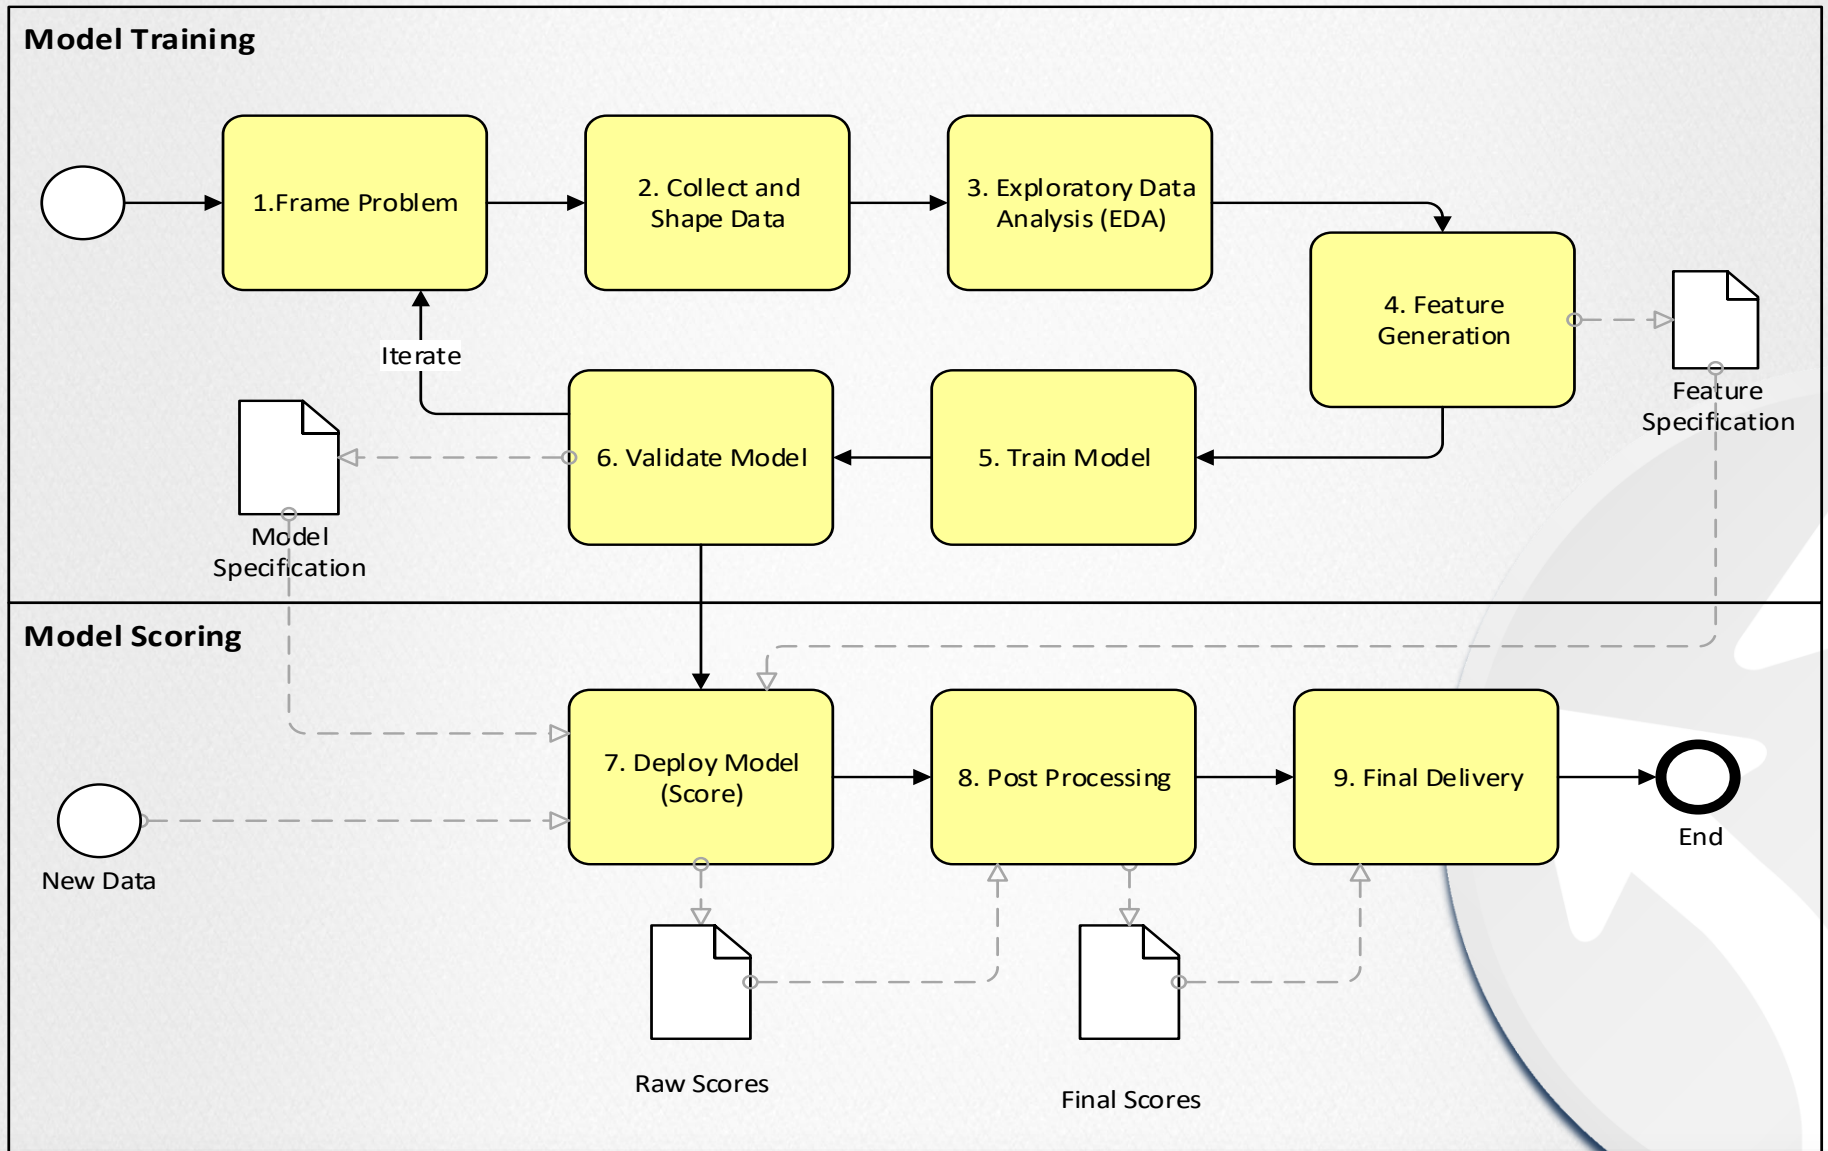 Model Training
1.Frame Problem
2. Collect and
Shape Data
3. Exploratory Data
Analysis (EDA)
4. Feature
Generation
Feature
Specification
Iterate
6. Validate Model
5. Train Model
Model
Specification
Model Scoring
7. Deploy Model
(Score)
8. Post Processing
9. Final Delivery
End
New Data
Raw Scores
Final Scores